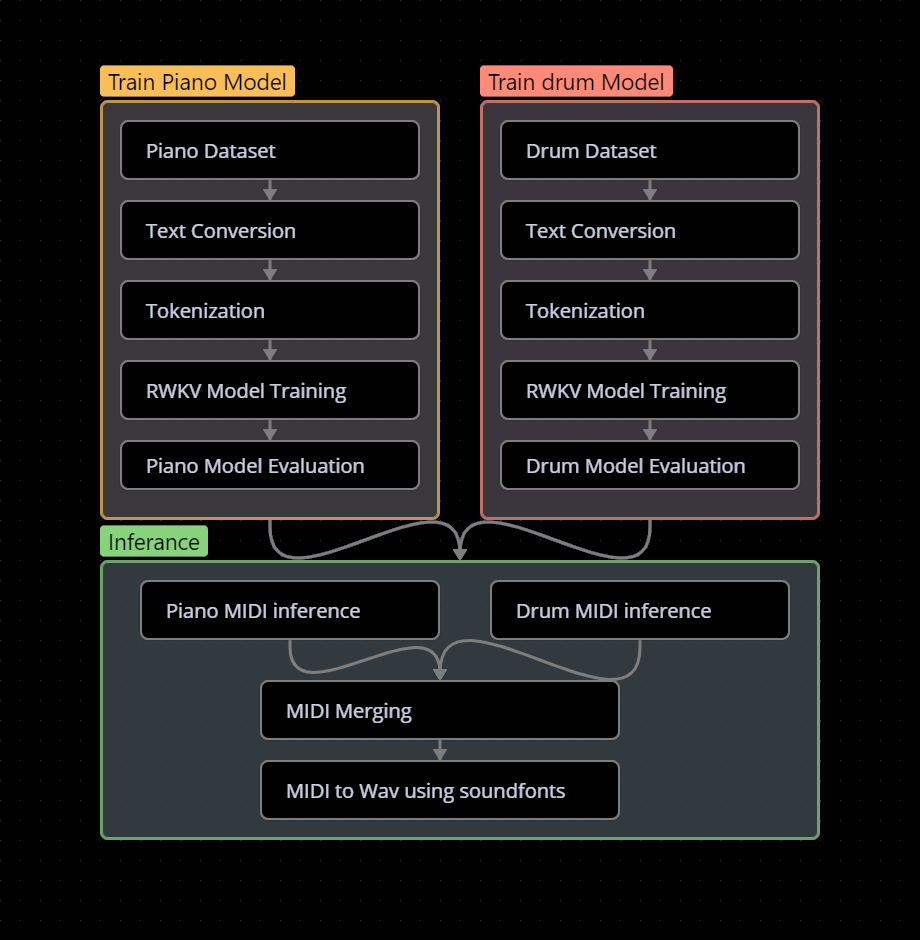 Train Piano Model
Piano Dataset
Text Conversion
Tokenization
RWKV Model Training
Piano Model Evaluation
Train drum Model
Drum Dataset
Text Conversion
Tokenization
RWKV Model Training
Drum Model Evaluation
Inferance
Piano MIDI inference
Drum MIDI inference
MIDI Merging
MIDI to Wav using soundfonts